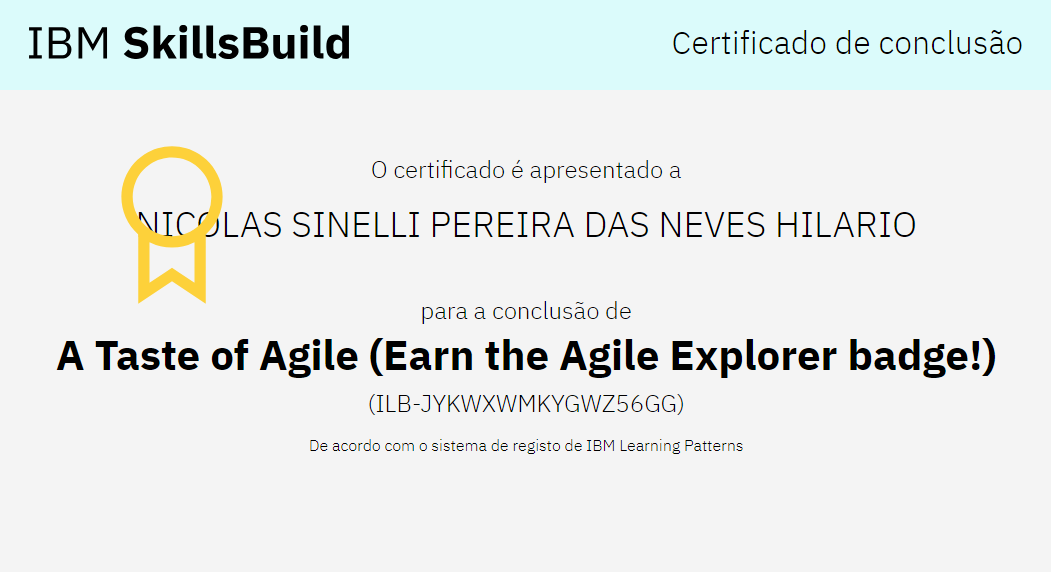 IBM SkillsBuild
Certificado de conclusão
O certificado é apresentado a
NICOLAS SINELLI PEREIRA DAS NEVES HILARIO
para a conclusão de
A Taste of Agile (Earn the Agile Explorer badge!)
(ILB-JYKWXWMKYGWZ56GG)
De acordo com o sistema de registo de IBM Learning Patterns